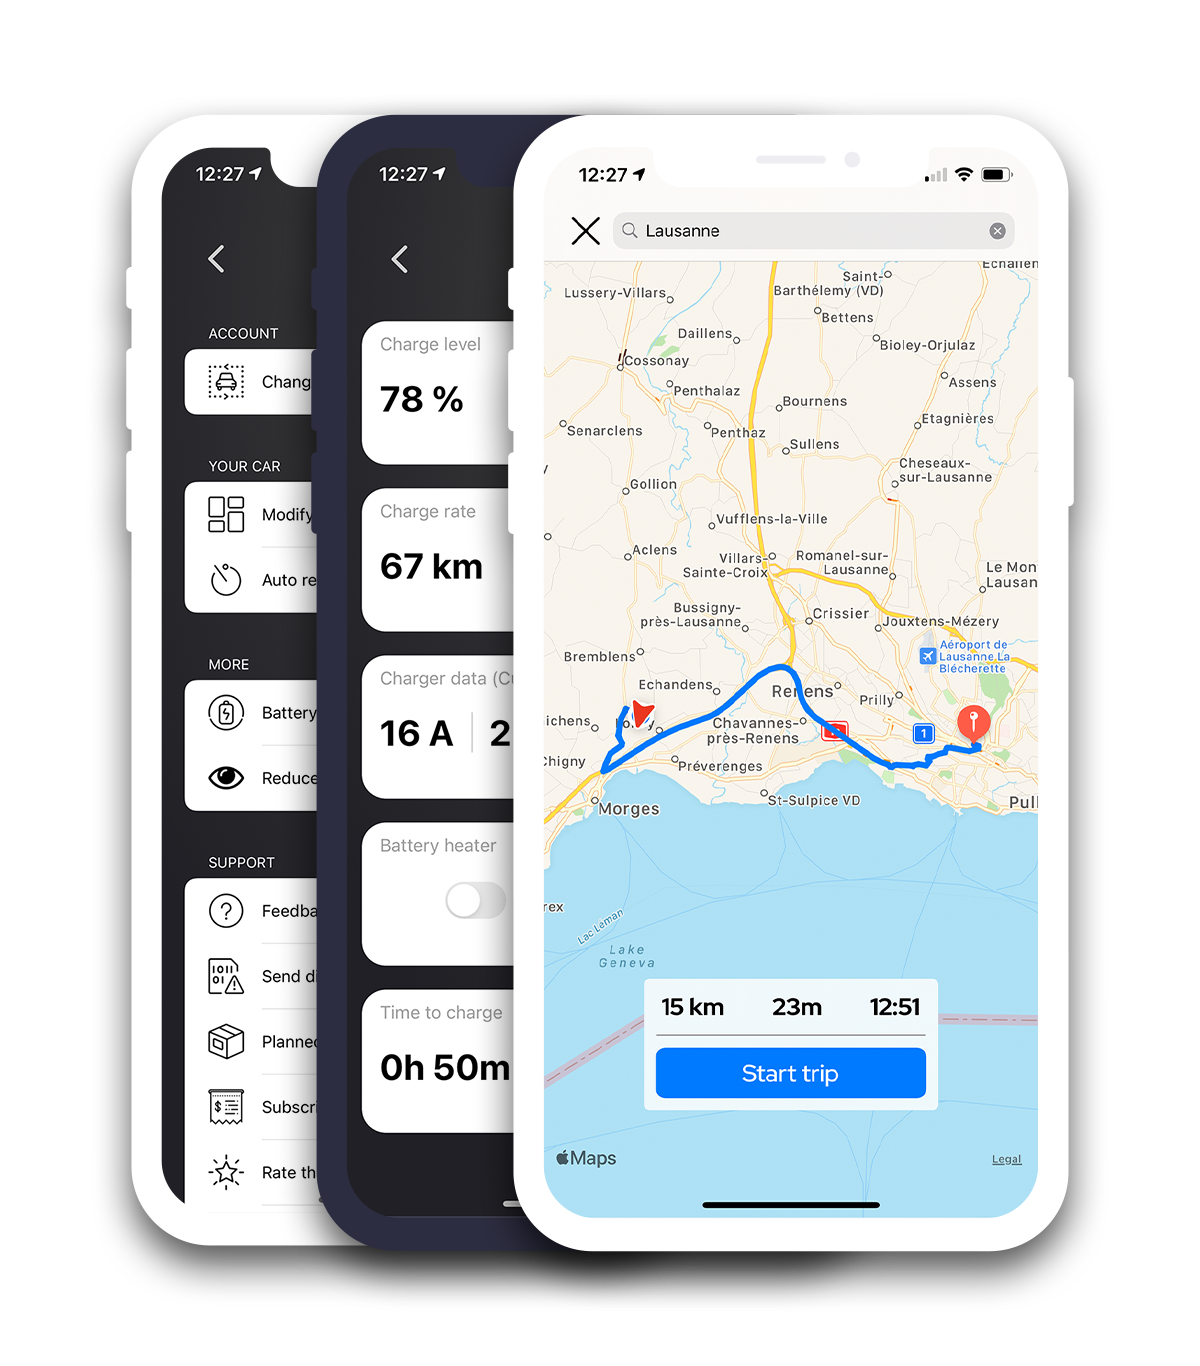 12:27
ACCOUNT
Chang
YOUR CAR
Modify
Auto re
MORE
Battery
Reduce
SUPPORT
Feedba
Send di
Planned
Subscri
Rate th
12:27
Charge level
78 %
Charge rate
67 km
Charger data (Cu
16 A
2
Battery heater
Time to charge
0h 50m
12:27
Lausanne
Echallen
Saint-
Barthélemy (VD)
Lussery-Villars
Bettens
Daillens
Bioley-Orjulaz
Cossonay
Assens
Penthalaz
Bournens
Etagnières
Senarclens
Penthaz
Sullens
Cheseaux-
sur-Lausanne
Gollion
Vufflens-la-Ville
Aclens
Villars-
Sainte-Croix
Romanel-sur-
Lausanne
Le Mon
Lausan
Bussigny-
près-Lausanne
Crissier
Jouxtens-Mézery
Bremblens
Aéroport de
Lausanne La
Blécherette
Echandens
Renens
Prilly
ichens
Chavannes-
près-Renens
1
Chigny
Préverenges
Morges
St-Sulpice VD
Pull
rex
Lac Léman
Lake
Geneva
15 km
23m
12:51
Start trip
Maps
Legal